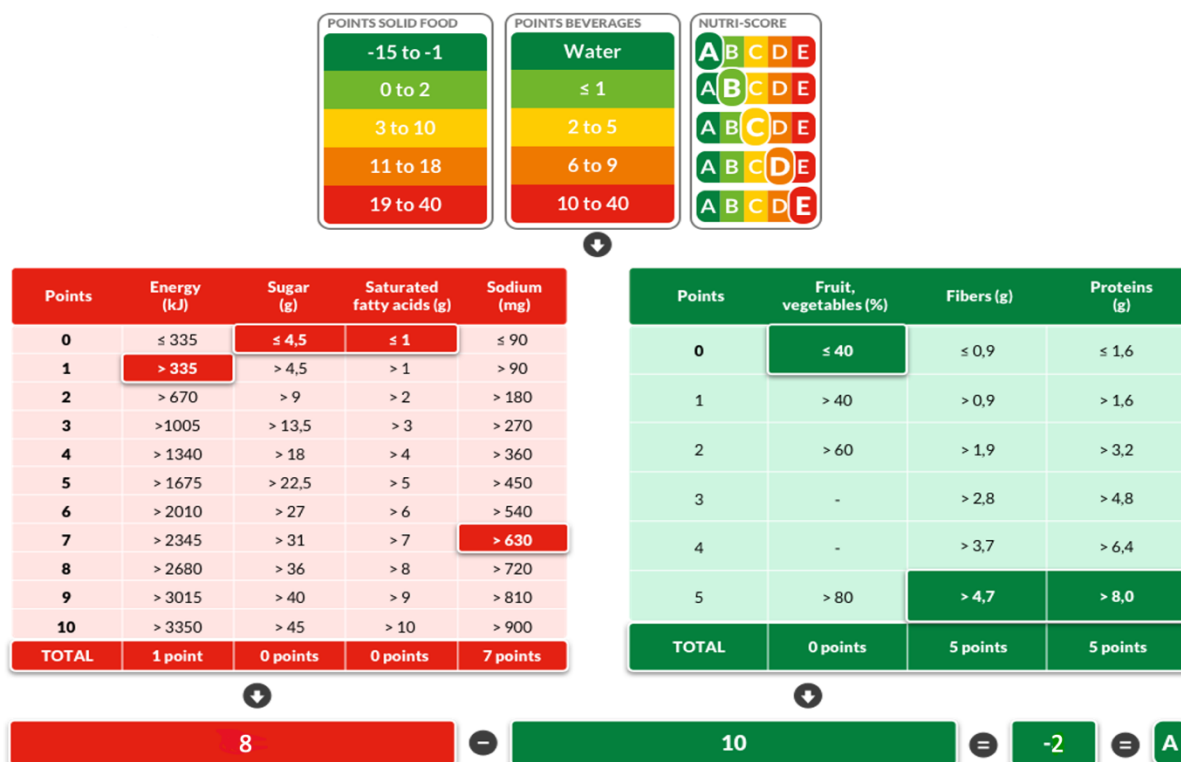 POINTS SOLID FOOD POINTS BEVERAGES NUTRI-SCORE
-15 to -1 Water A B C D E
0 to 2 ≤ 1 A B C D E
3 to 10 2 to 5 A B C D E
11 to 18 6 to 9 A B C D E
19 to 40 10 to 40 A B C D E
Points Energy (kJ) Sugar (g) Saturated fatty acids (g) Sodium (mg)
0 ≤ 335 ≤ 4,5 ≤ 1 ≤ 90
1 > 335 > 4,5 > 1 > 90
2 > 670 > 9 > 2 > 180
3 >1005 > 13,5 > 3 > 270
4 > 1340 > 18 > 4 > 360
5 > 1675 > 22,5 > 5 > 450
6 > 2010 > 27 > 6 > 540
7 > 2345 > 31 > 7 > 630
8 > 2680 > 36 > 8 > 720
9 > 3015 > 40 > 9 > 810
10 > 3350 > 45 > 10 > 900
TOTAL 1 point 0 points 0 points 7 points
Points Fruit, vegetables (%) Fibers (g) Proteins (g)
0 ≤ 40 ≤ 0,9 ≤ 1,6
1 > 40 > 0,9 > 1,6
2 > 60 > 1,9 > 3,2
3 - > 2,8 > 4,8
4 - > 3,7 > 6,4
5 > 80 > 4,7 > 8,0
TOTAL 0 points 5 points 5 points
8 − 10 = -2 = A